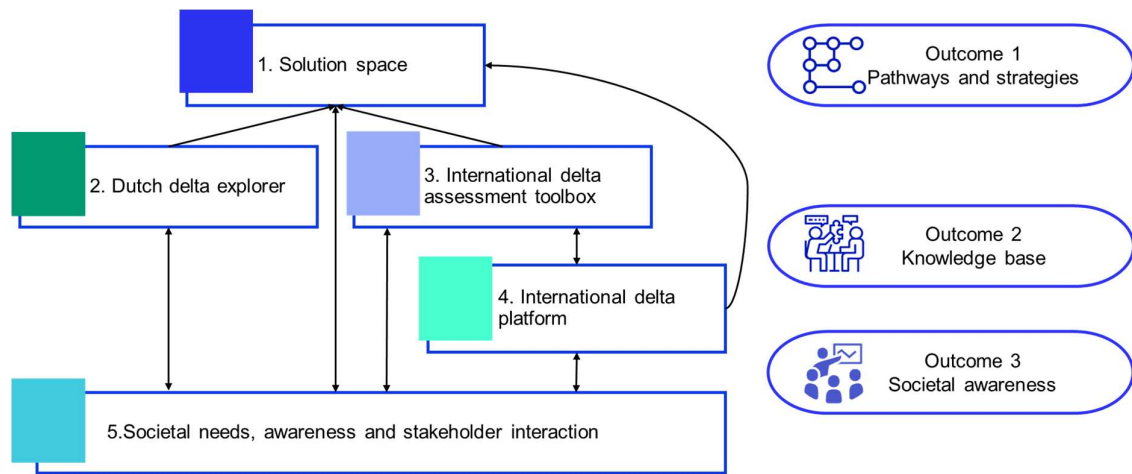 1. Solution space
2. Dutch delta explorer
3. International delta
assessment toolbox
4. International delta
platform
5.Societal needs, awareness and stakeholder interaction
Outcome 1
Pathways and strategies
Outcome 2
Knowledge base
Outcome 3
Societal awareness